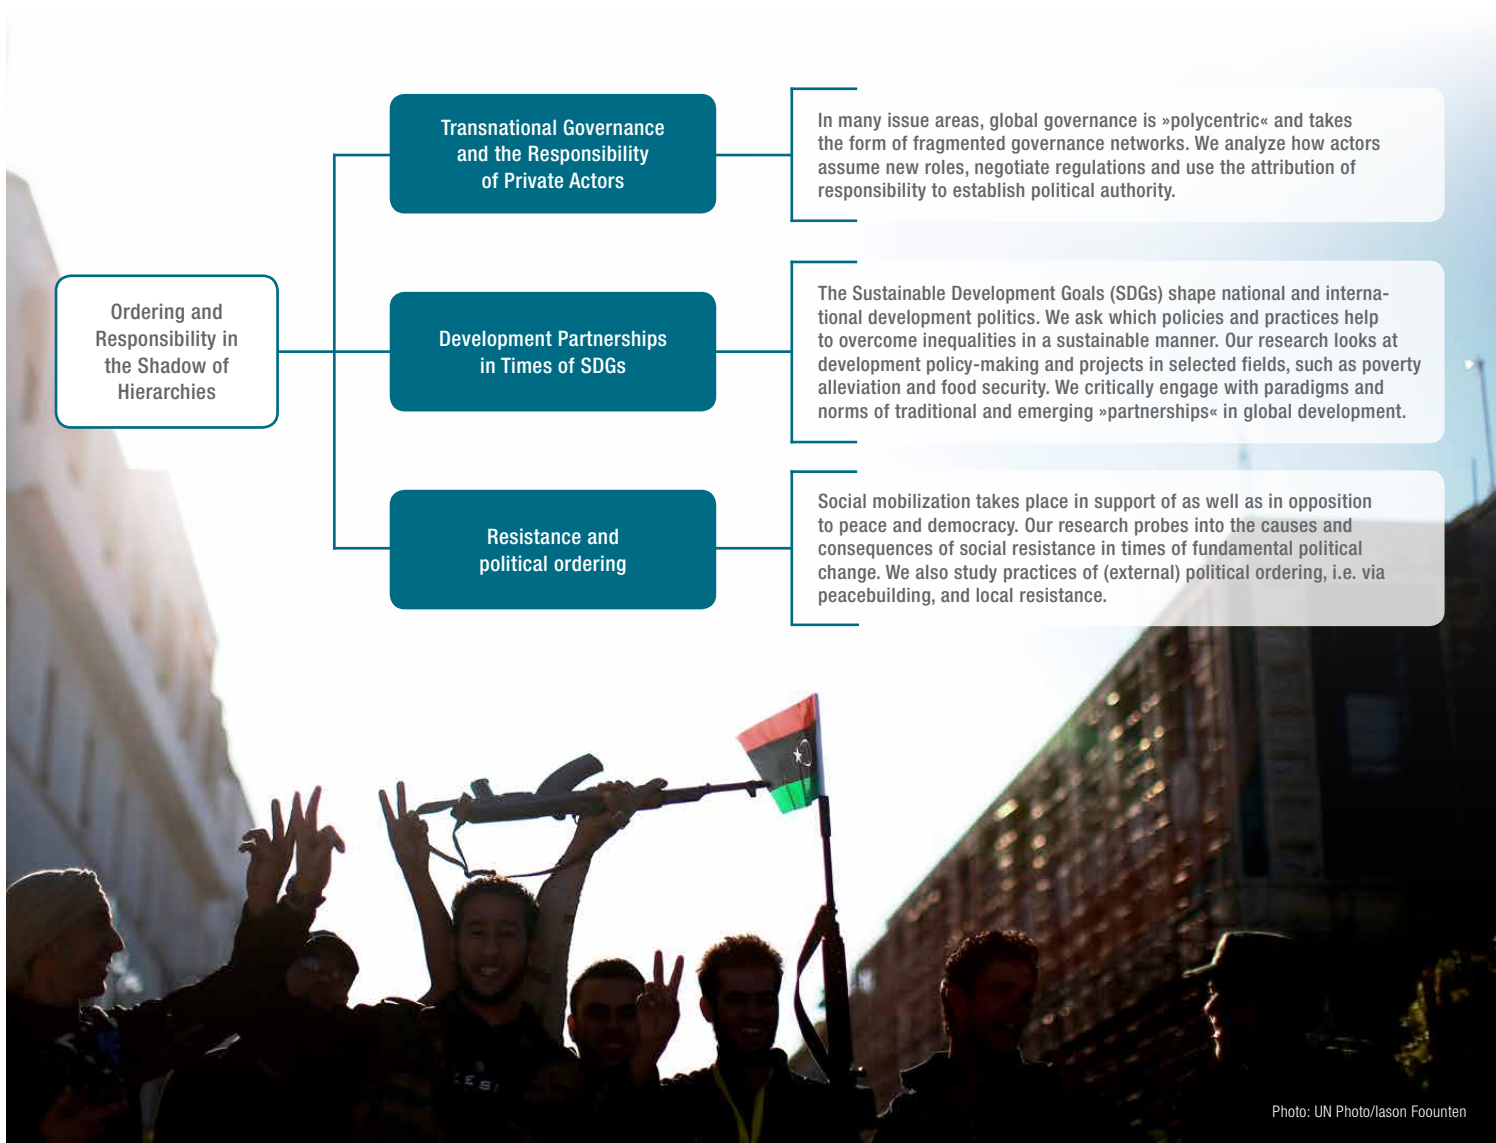 Transnational Governance
and the Responsibility
of Private Actors
In many issue areas, global governance is »polycentric« and takes
the form of fragmented governance networks. We analyze how actors
assume new roles, negotiate regulations and use the attribution of
responsibility to establish political authority.
Ordering and
Responsibility in
the Shadow of
Hierarchies
Development Partnerships
in Times of SDGs
The Sustainable Development Goals (SDGs) shape national and interna-
tional development politics. We ask which policies and practices help
to overcome inequalities in a sustainable manner. Our research looks at
development policy-making and projects in selected fields, such as poverty
alleviation and food security. We critically engage with paradigms and
norms of traditional and emerging »partnerships« in global development.
Resistance and
political ordering
Social mobilization takes place in support of as well as in opposition
to peace and democracy. Our research probes into the causes and
consequences of social resistance in times of fundamental political
change. We also study practices of (external) political ordering, i.e. via
peacebuilding, and local resistance.
Photo: UN Photo/Iason Foounten